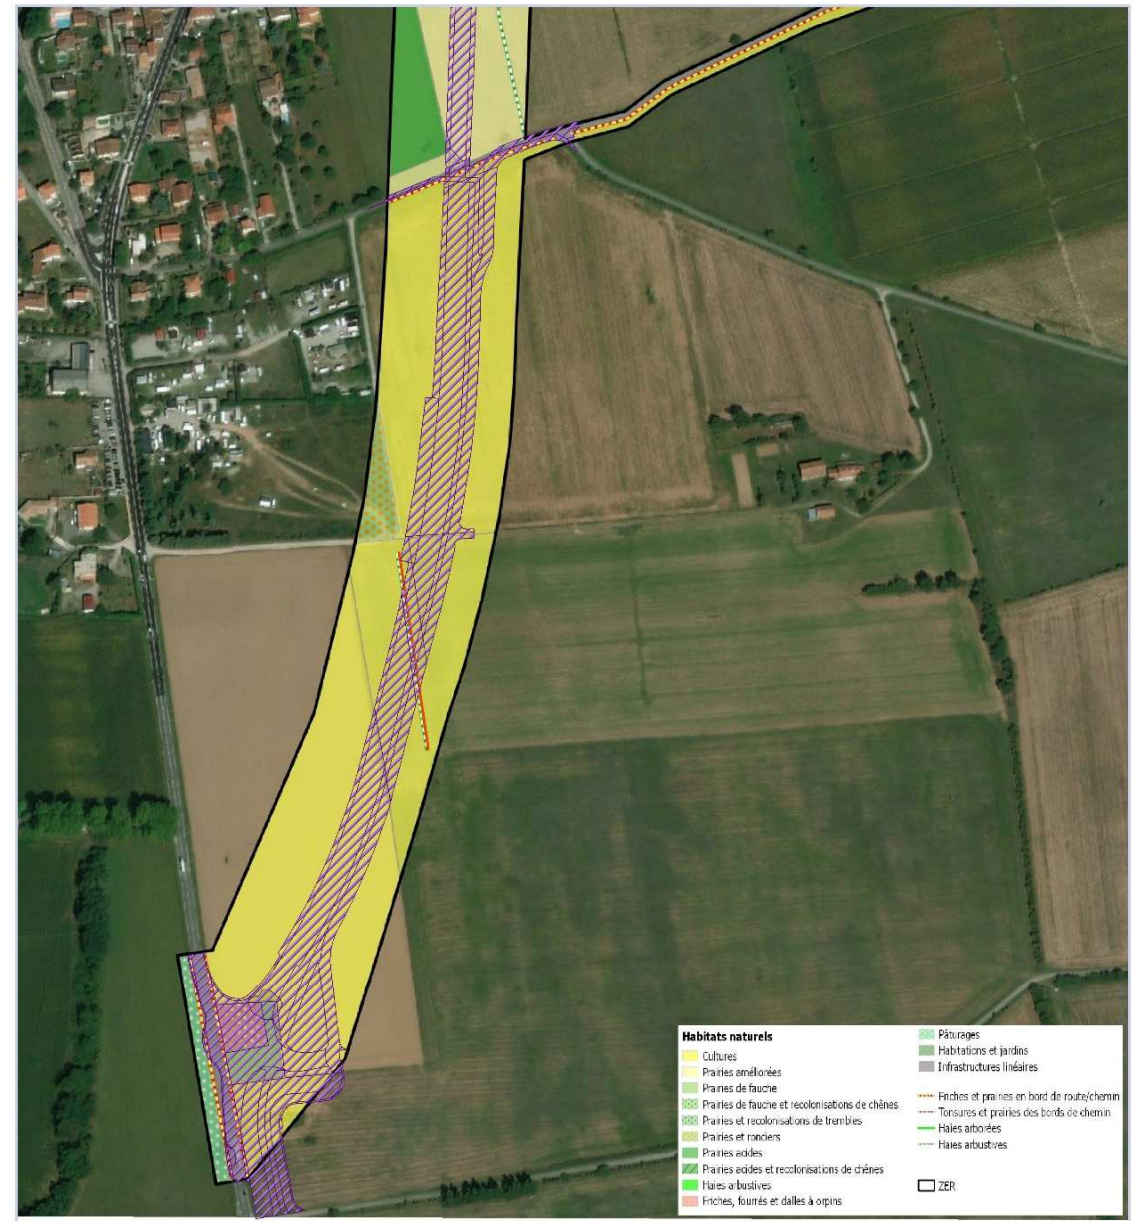 Habitats naturels
Cultures
Prairies améliorées
Prairies de fauche
Prairies de fauche et recolonisations de chênes
Prairies et recolonisations de trembles
Prairies et ronciers
Prairies acides
Prairies acides et recolonisations de chênes
Haies arbustives
Friches, fourrés et dalles à orpins
Pâturages
Habitations et jardins
Infrastructures linéaires
Friches et prairies en bord de route/chemin
Tonsures et prairies des bords de chemin
Haies arborées
Haies arbustives
ZER